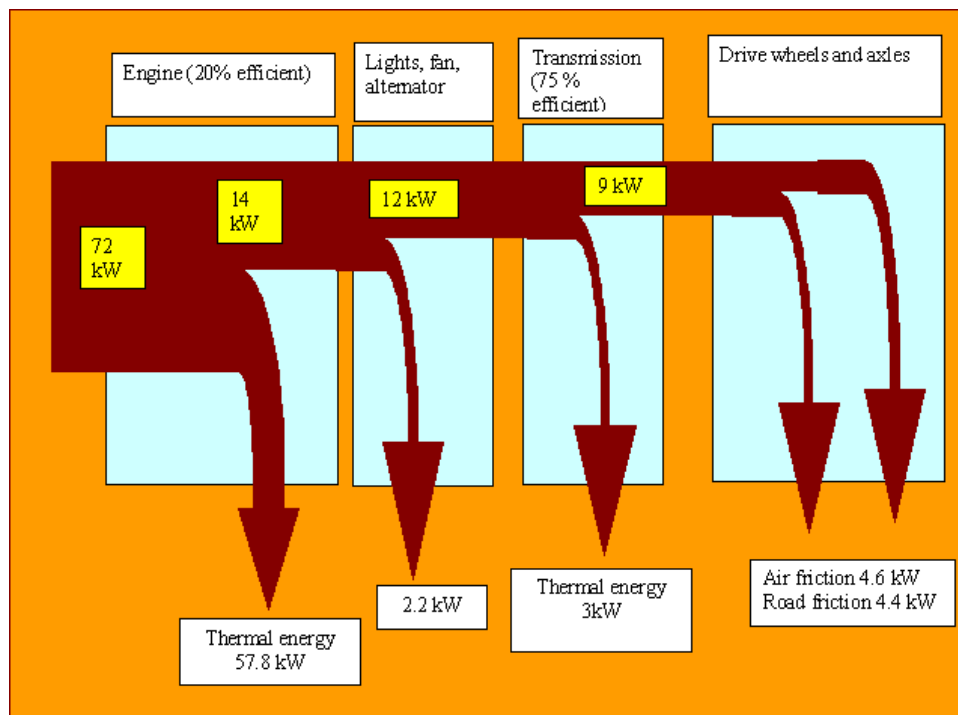 Engine (20% efficient)
Lights, fan,
alternator
Transmission
(75 %
efficient)
Drive wheels and axles
72
kW
14
kW
12 kW
9 kW
Thermal energy
57.8 kW
2.2 kW
Thermal energy
3kW
Air friction 4.6 kW
Road friction 4.4 kW